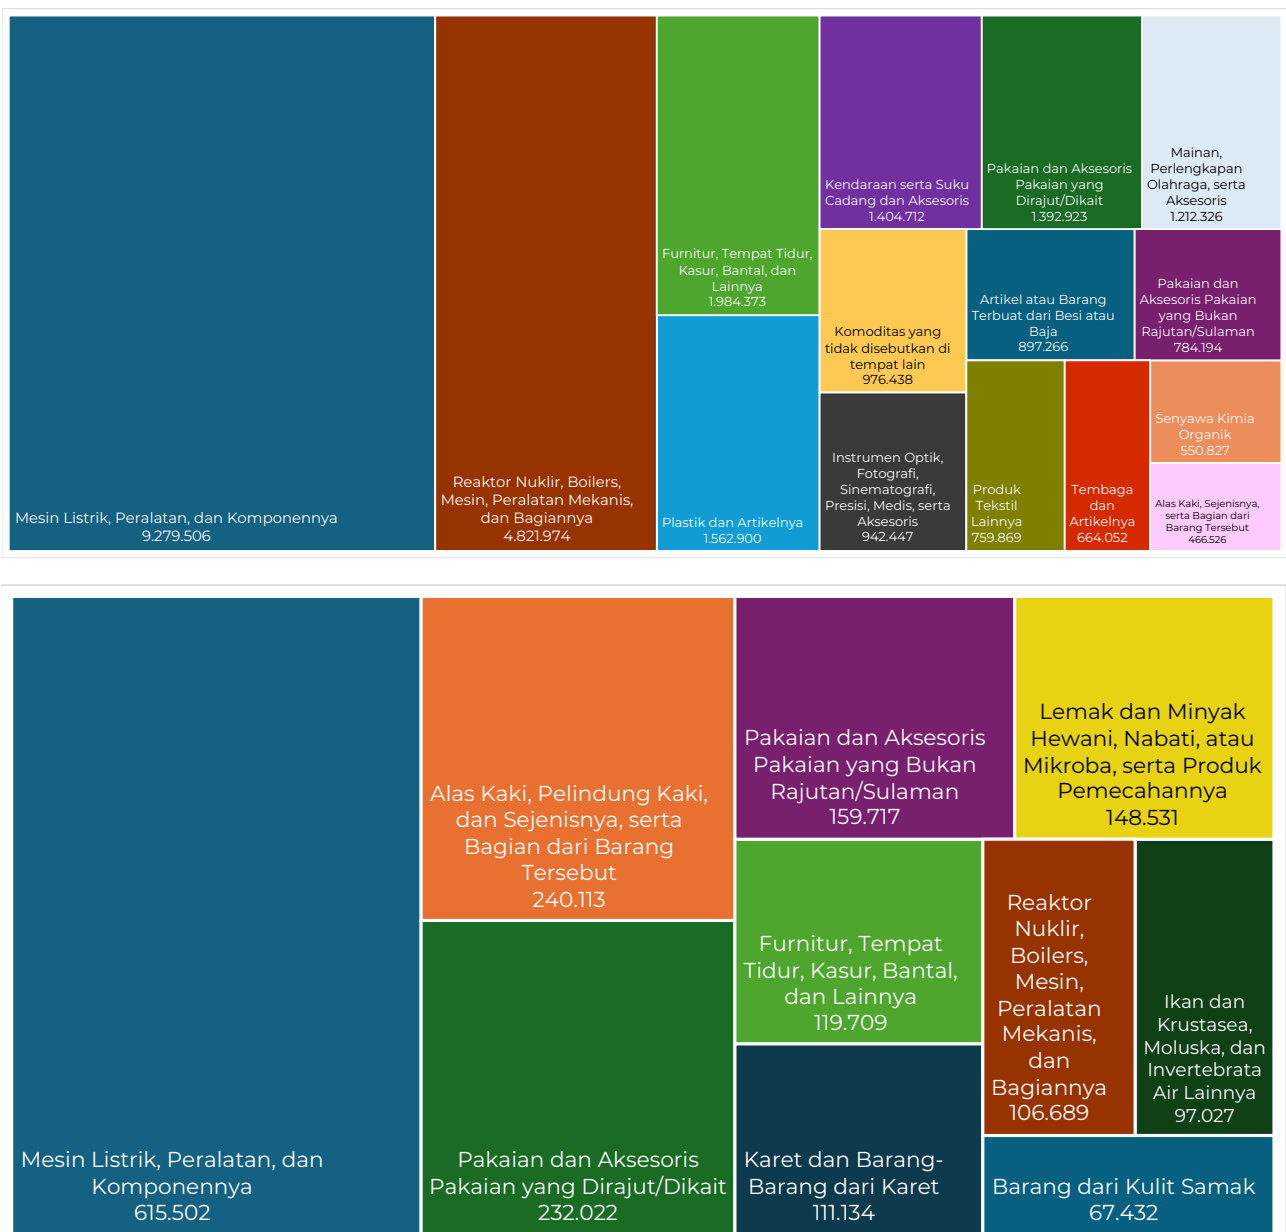 Mesin Listrik, Peralatan, dan Komponennya
9.279.506
Reaktor Nuklir, Boilers,
Mesin, Peralatan Mekanis,
dan Bagiannya
4.821.974
Furnitur, Tempat Tidur,
Kasur, Bantal, dan
Lainnya
1.984.373
Plastik dan Artikelnya
1.562.900
Kendaraan serta Suku
Cadang dan Aksesoris
1.404.712
Pakaian dan Aksesoris
Pakaian yang
Dirajut/Dikait
1.392.923
Mainan,
Perlengkapan
Olahraga, serta
Aksesoris
1.212.326
Komoditas yang
tidak disebutkan di
tempat lain
976.438
Instrumen Optik,
Fotografi,
Sinematografi,
Presisi, Medis, serta
Aksesoris
942.447
Artikel atau Barang
Terbuat dari Besi atau
Baja
897.266
Pakaian dan
Aksesoris Pakaian
yang Bukan
Rajutan/Sulaman
784.194
Produk
Tekstil
Lainnya
759.869
Tembaga
dan
Artikelnya
664.052
Senyawa Kimia
Organik
550.827
Alas Kaki, Sejenisnya,
serta Bagian dari
Barang Tersebut
466.526
Mesin Listrik, Peralatan, dan
Komponennya
615.502
Alas Kaki, Pelindung Kaki,
dan Sejenisnya, serta
Bagian dari Barang
Tersebut
240.113
Pakaian dan Aksesoris
Pakaian yang Dirajut/Dikait
232.022
Pakaian dan Aksesoris
Pakaian yang Bukan
Rajutan/Sulaman
159.717
Lemak dan Minyak
Hewani, Nabati, atau
Mikroba, serta Produk
Pemecahannya
148.531
Furnitur, Tempat
Tidur, Kasur, Bantal,
dan Lainnya
119.709
Karet dan Barang-
Barang dari Karet
111.134
Reaktor
Nuklir,
Boilers,
Mesin,
Peralatan
Mekanis,
dan
Bagiannya
106.689
Ikan dan
Krustasea,
Moluska, dan
Invertebrata
Air Lainnya
97.027
Barang dari Kulit Samak
67.432